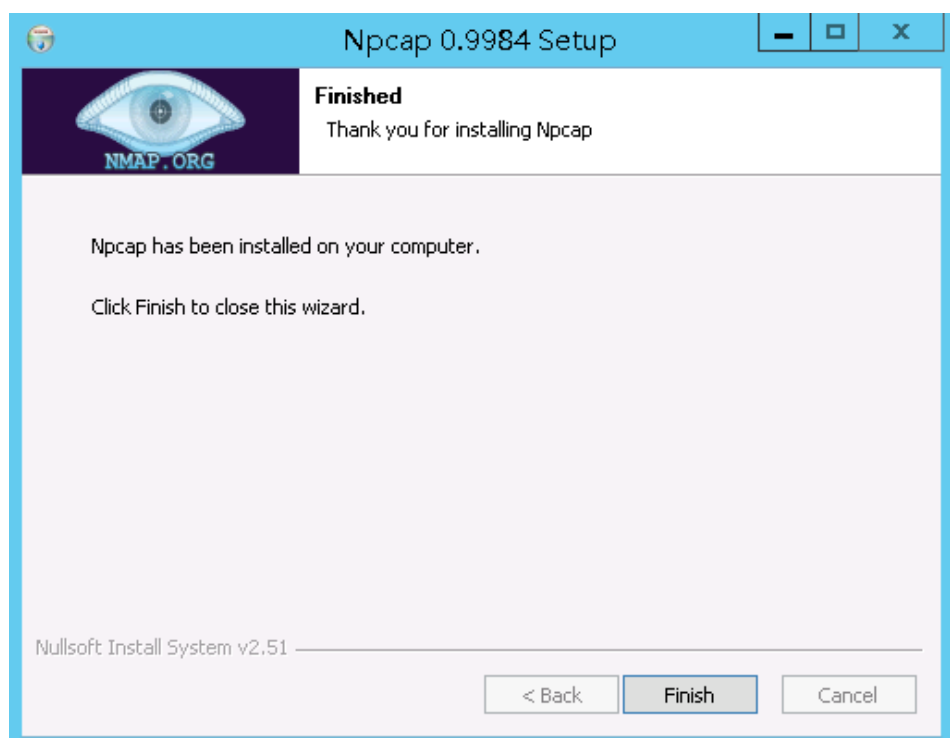 Npcap 0.9984 Setup
NMAP.ORG
Finished
Thank you for installing Npcap
Npcap has been installed on your computer.
Click Finish to close this wizard.
Nullsoft Install System v2.51
< Back
Finish
Cancel